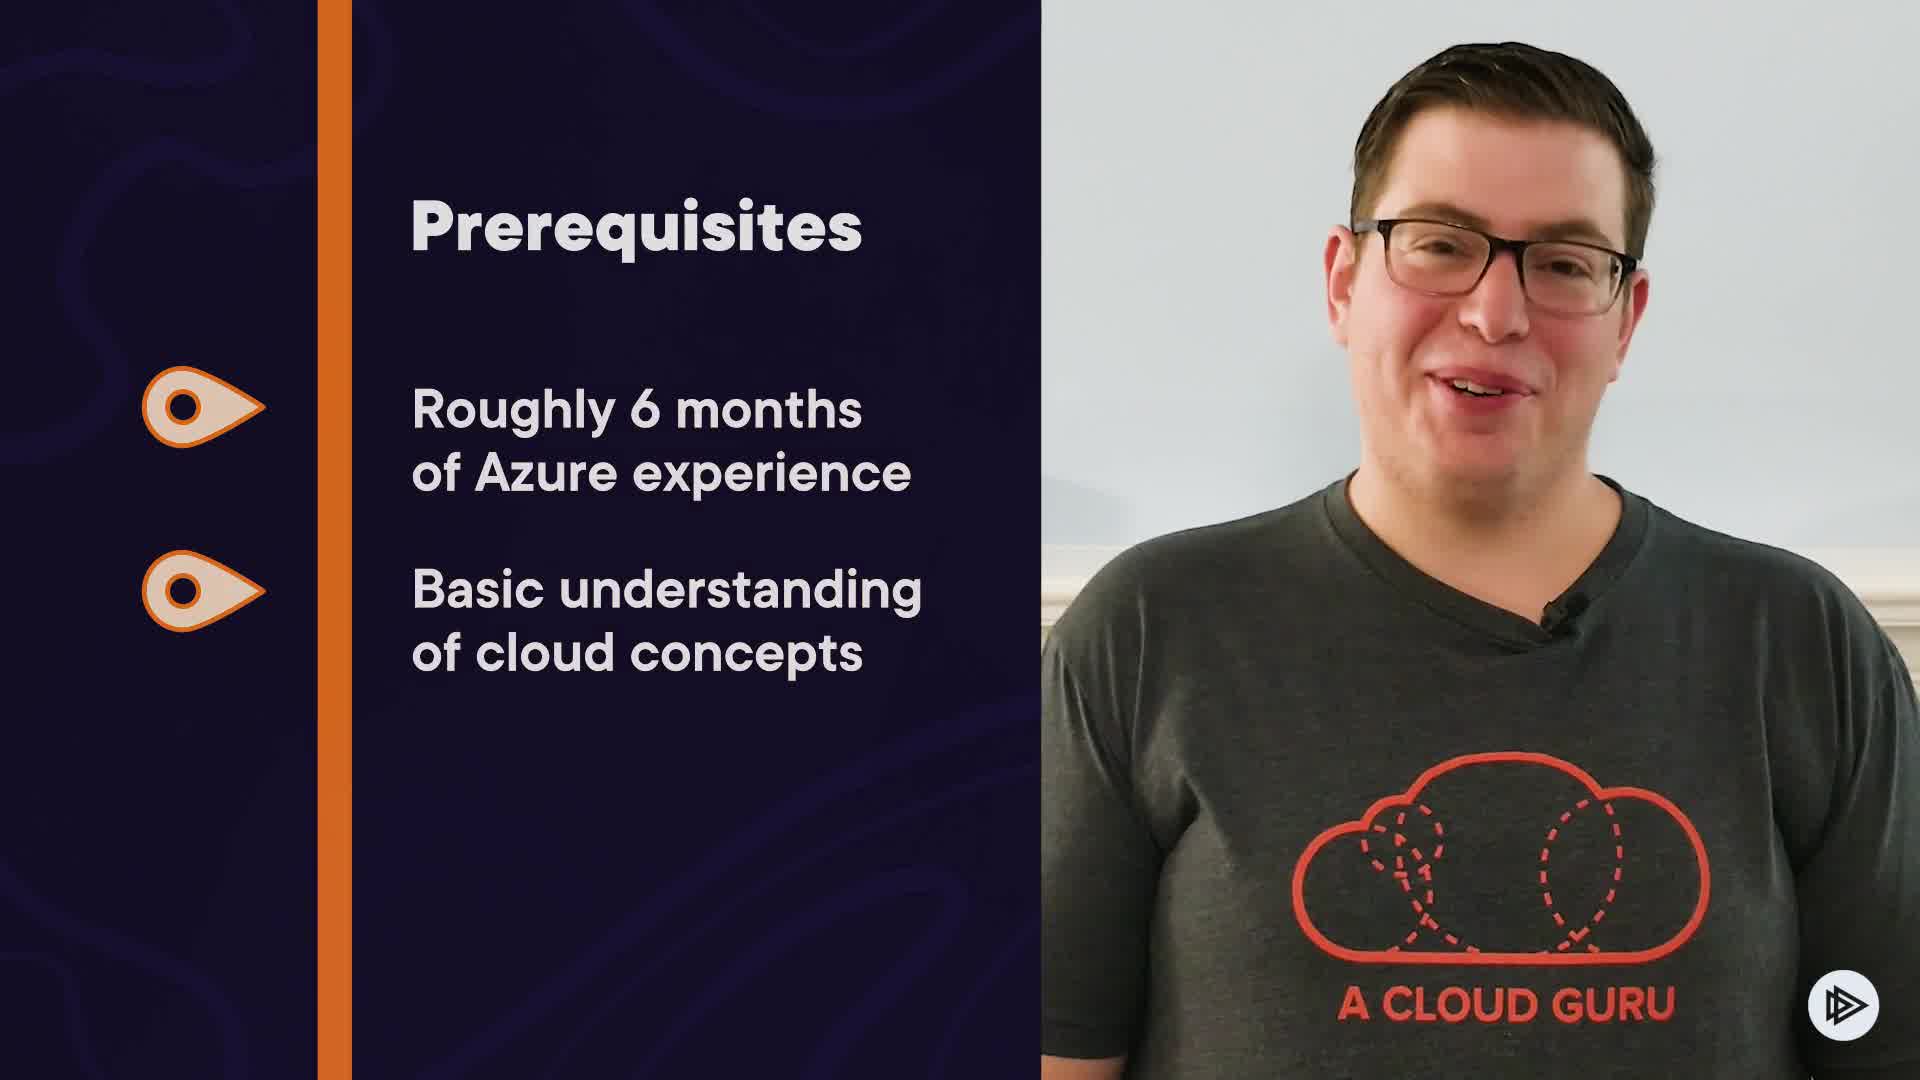 Prerequisites
Roughly 6 months
of Azure experience
Basic understanding
of cloud concepts
A CLOUD GURU